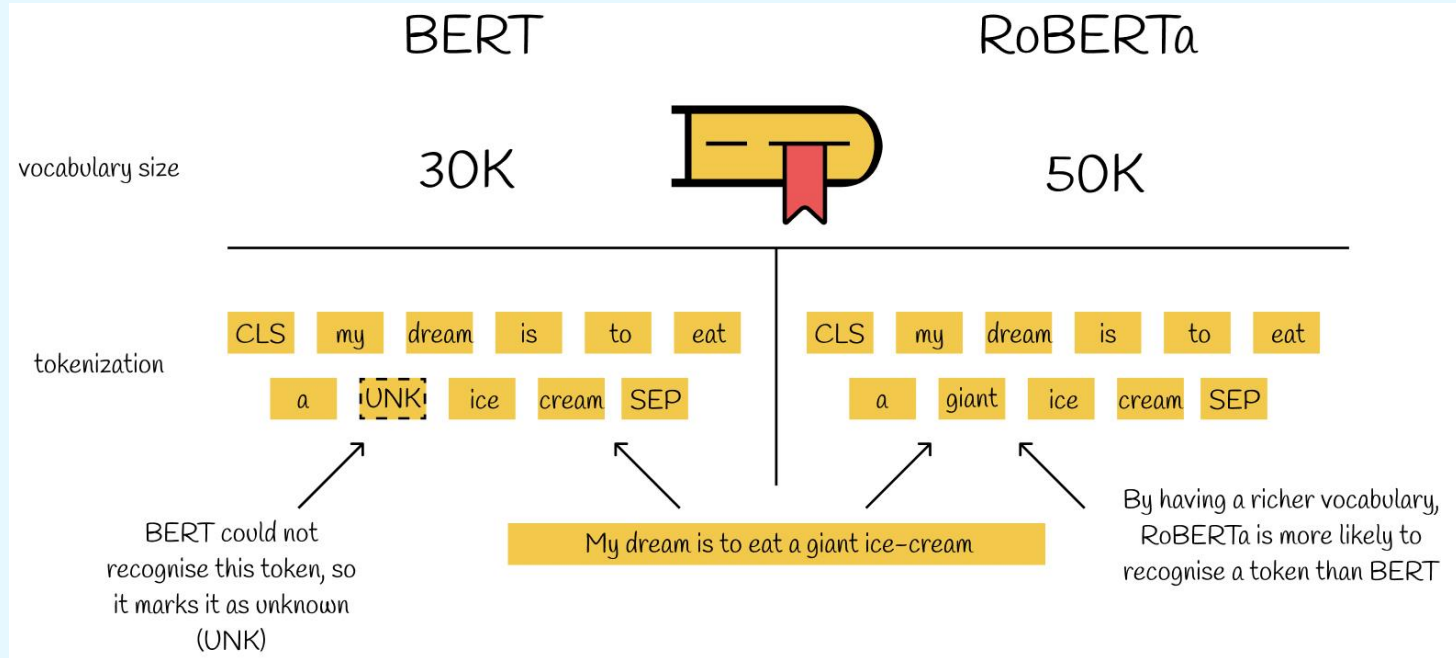 BERT
RoBERTa
vocabulary size
30K
50K
tokenization
CLS my dream is to eat
a UNK ice cream SEP
CLS my dream is to eat
a giant ice cream SEP
BERT could not
recognise this token, so
it marks it as unknown
(UNK)
My dream is to eat a giant ice-cream
By having a richer vocabulary,
RoBERTa is more likely to
recognise a token than BERT